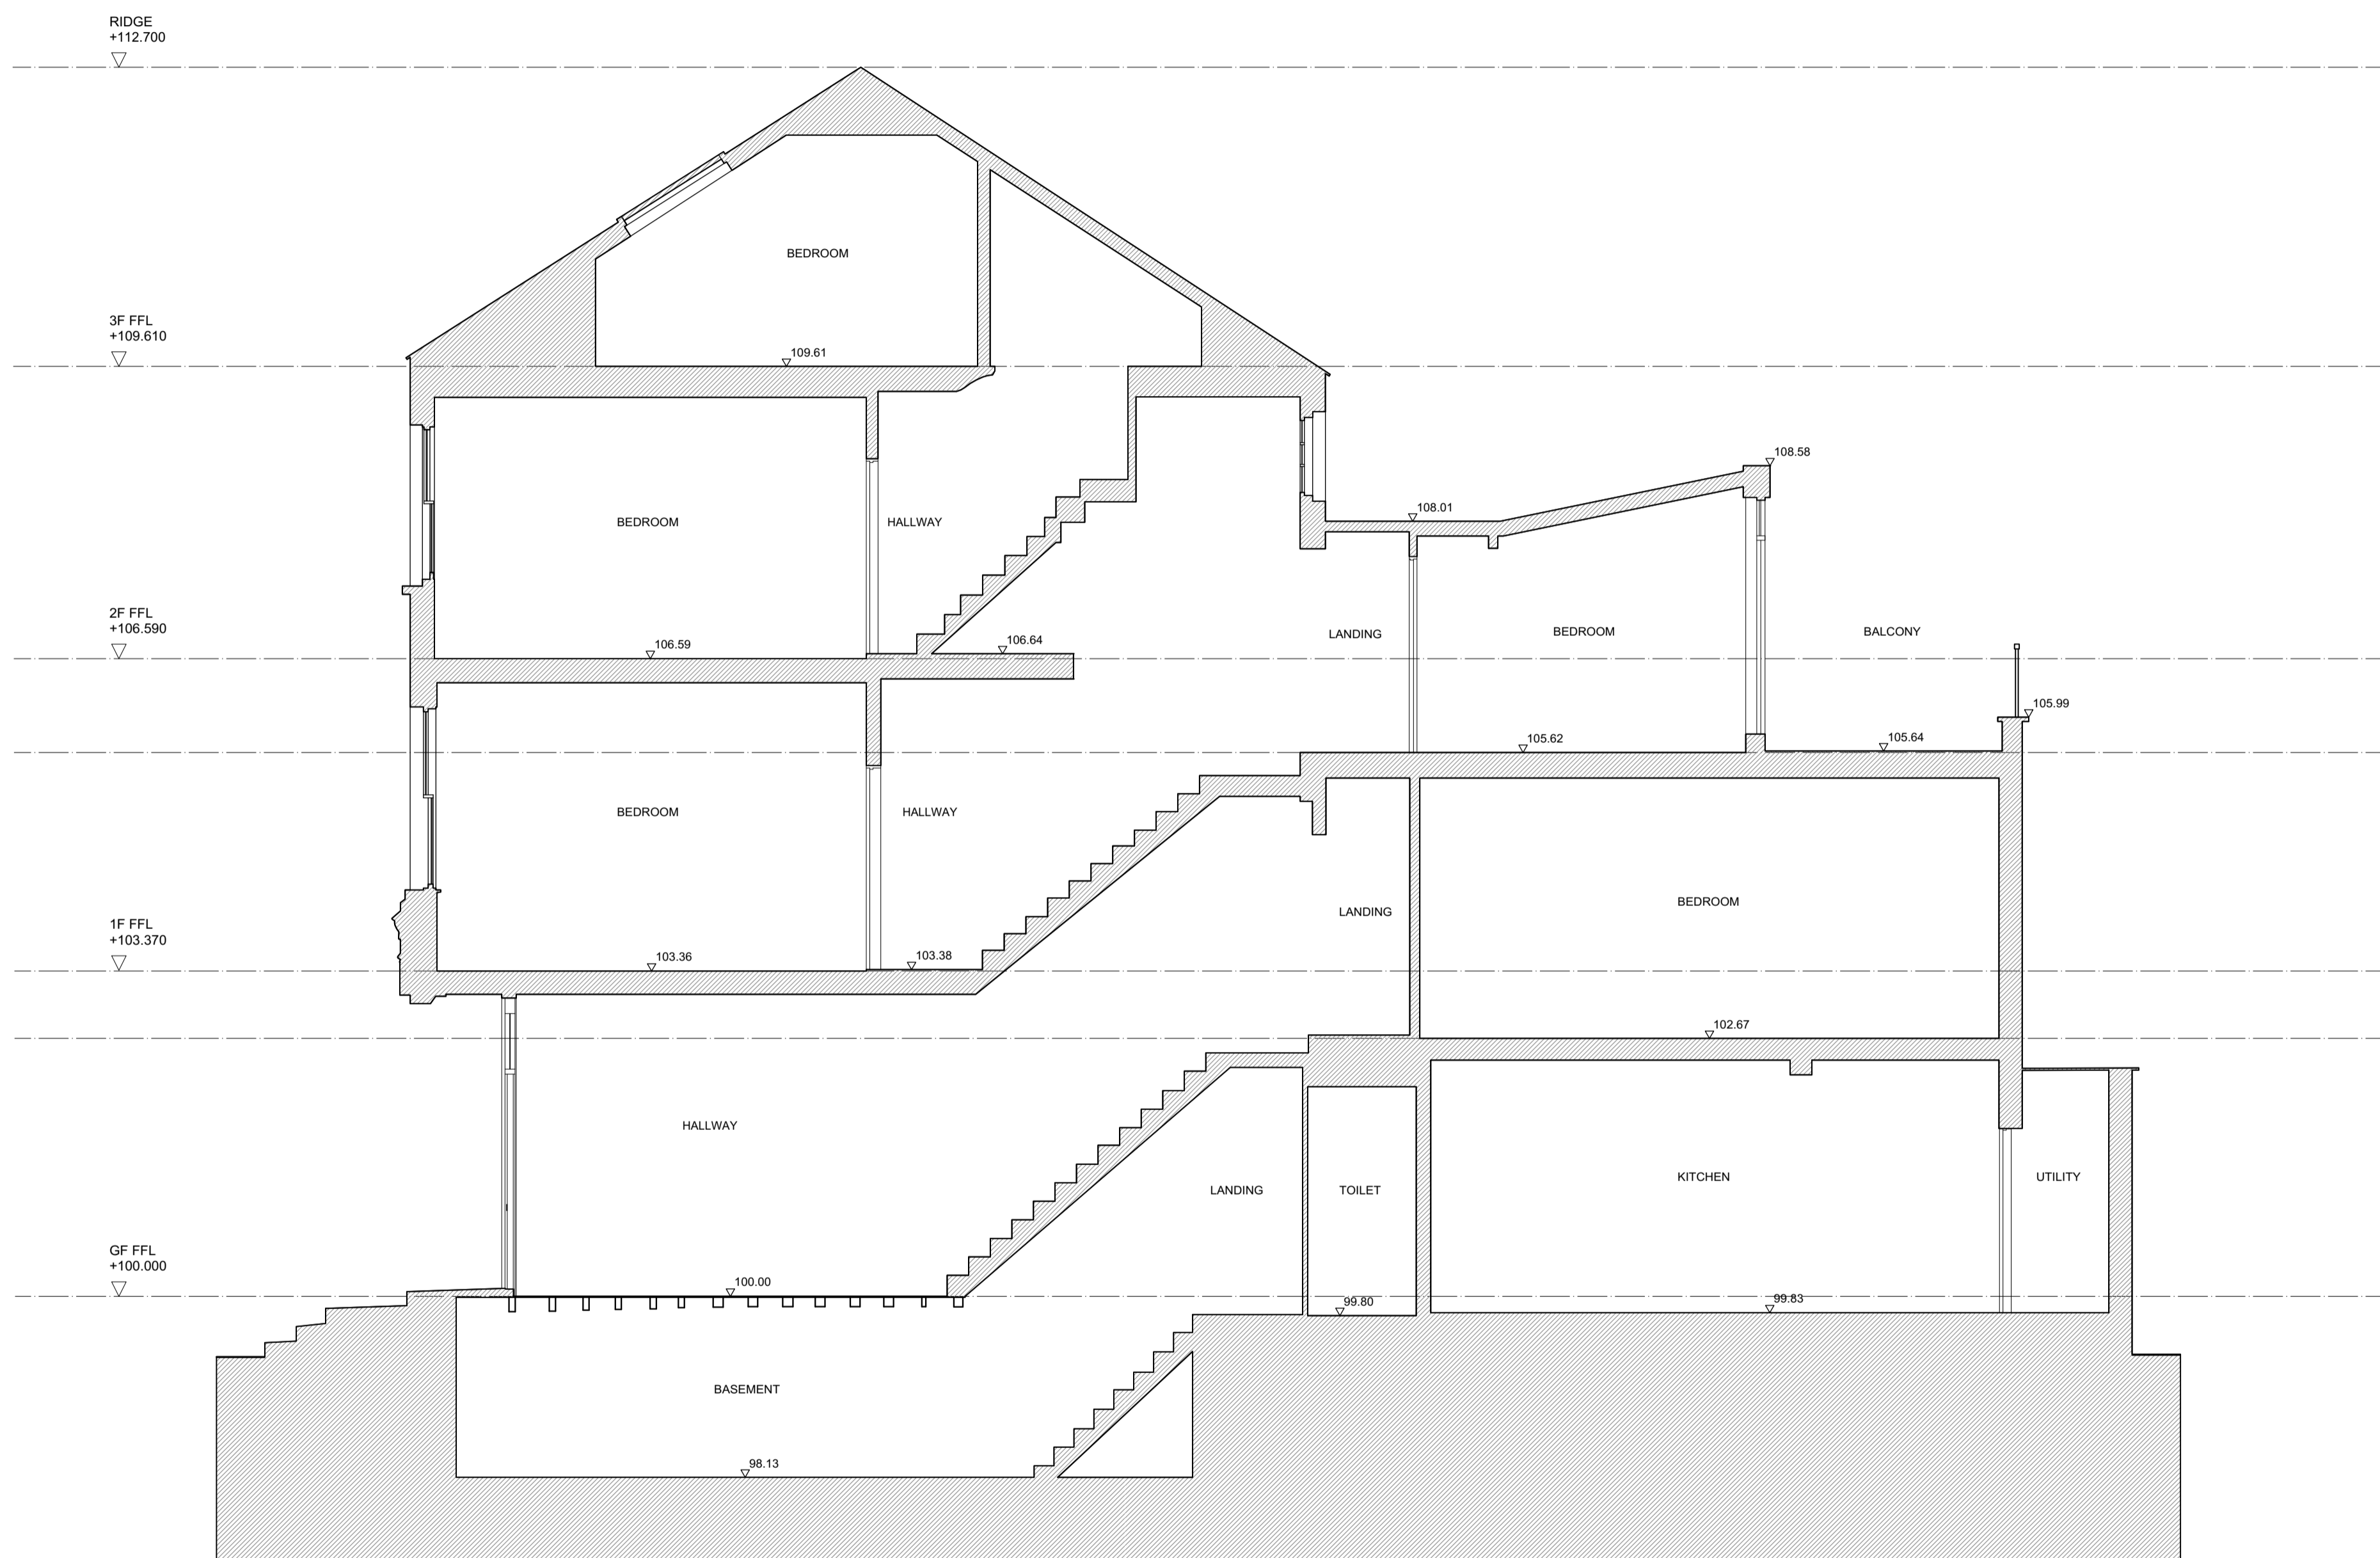 RIDGE
+112.700
BEDROOM
3F FFL
+109.610
109.61
108.58
108.01
BEDROOM
HALLWAY
2F FFL
+106.590
106.59
106.64
LANDING
BEDROOM
BALCONY
105.99
105.62
105.64
BEDROOM
HALLWAY
BEDROOM
LANDING
1F FFL
+103.370
103.36
103.38
102.67
HALLWAY
LANDING
TOILET
KITCHEN
UTILITY
GF FFL
+100.000
100.00
99.80
99.83
BASEMENT
98.13